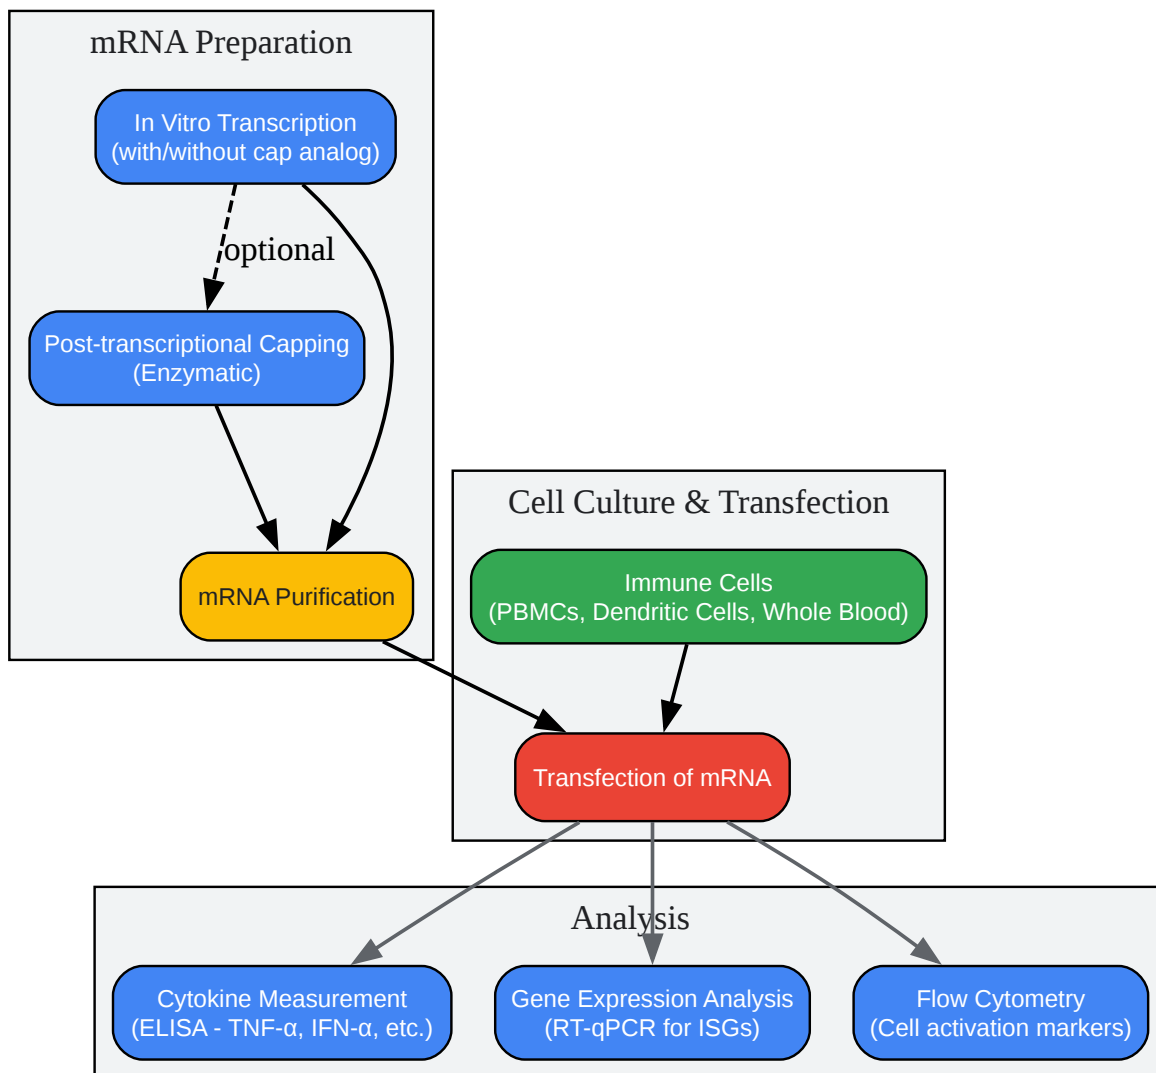 mRNA Preparation
In Vitro Transcription
(with/without cap analog)
optional
Post-transcriptional Capping
(Enzymatic)
mRNA Purification
Cell Culture & Transfection
Immune Cells
(PBMCs, Dendritic Cells, Whole Blood)
Transfection of mRNA
Analysis
Cytokine Measurement
(ELISA - TNF-α, IFN-α, etc.)
Gene Expression Analysis
(RT-qPCR for ISGs)
Flow Cytometry
(Cell activation markers)